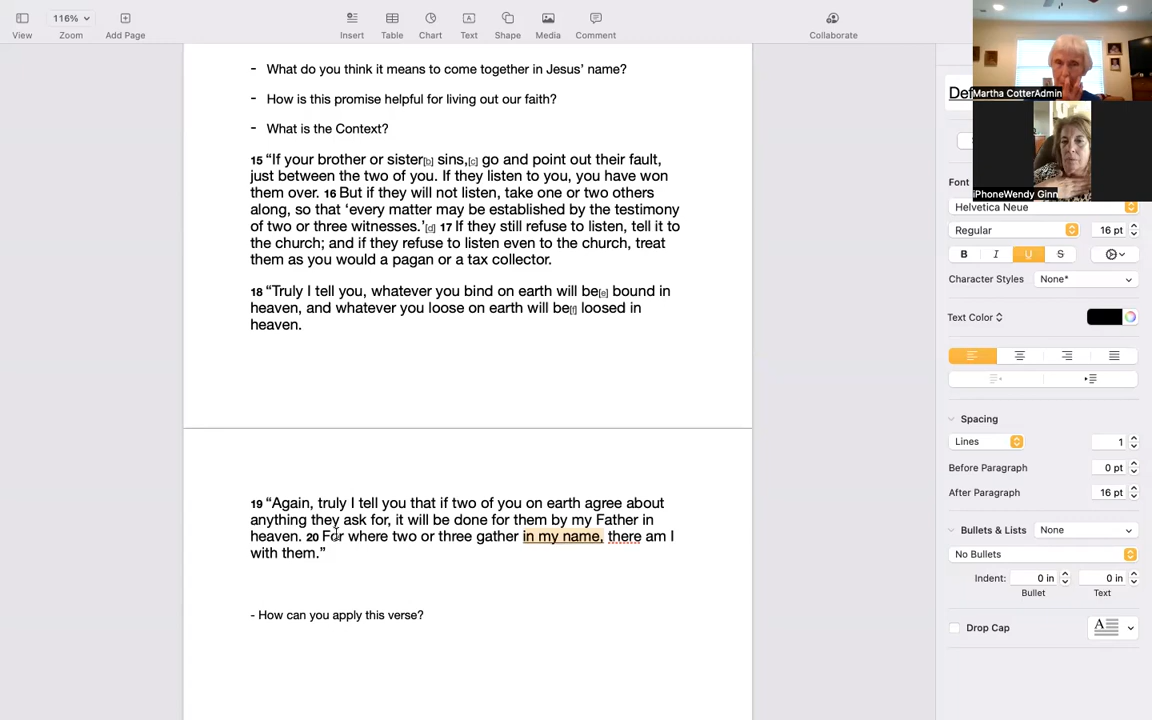 116%
View
Zoom
Add Page
Insert
Table
Chart
Text
Shape
Media
Comment
Collaborate
- What do you think it means to come together in Jesus' name?
- How is this promise helpful for living out our faith?
- What is the Context?
15 “If your brother or sister[b] sins,[c] go and point out their fault,
just between the two of you. If they listen to you, you have won
them over. 16 But if they will not listen, take one or two others
along, so that ‘every matter may be established by the testimony
of two or three witnesses.’[d] 17 If they still refuse to listen, tell it to
the church; and if they refuse to listen even to the church, treat
them as you would a pagan or a tax collector.
18 “Truly I tell you, whatever you bind on earth will be[e] bound in
heaven, and whatever you loose on earth will be[f] loosed in
heaven.
19 “Again, truly I tell you that if two of you on earth agree about
anything they ask for, it will be done for them by my Father in
heaven. 20 For where two or three gather in my name, there am I
with them.”
- How can you apply this verse?
Martha CotterAdmin
iPhoneWendy Ginn
Font
Helvetica Neue
Regular
16 pt
B I U S
Character Styles
None*
Text Color
Spacing
Lines
1
Before Paragraph
0 pt
After Paragraph
16 pt
Bullets & Lists
None
No Bullets
Indent:
0 in
0 in
Bullet
Text
Drop Cap
A